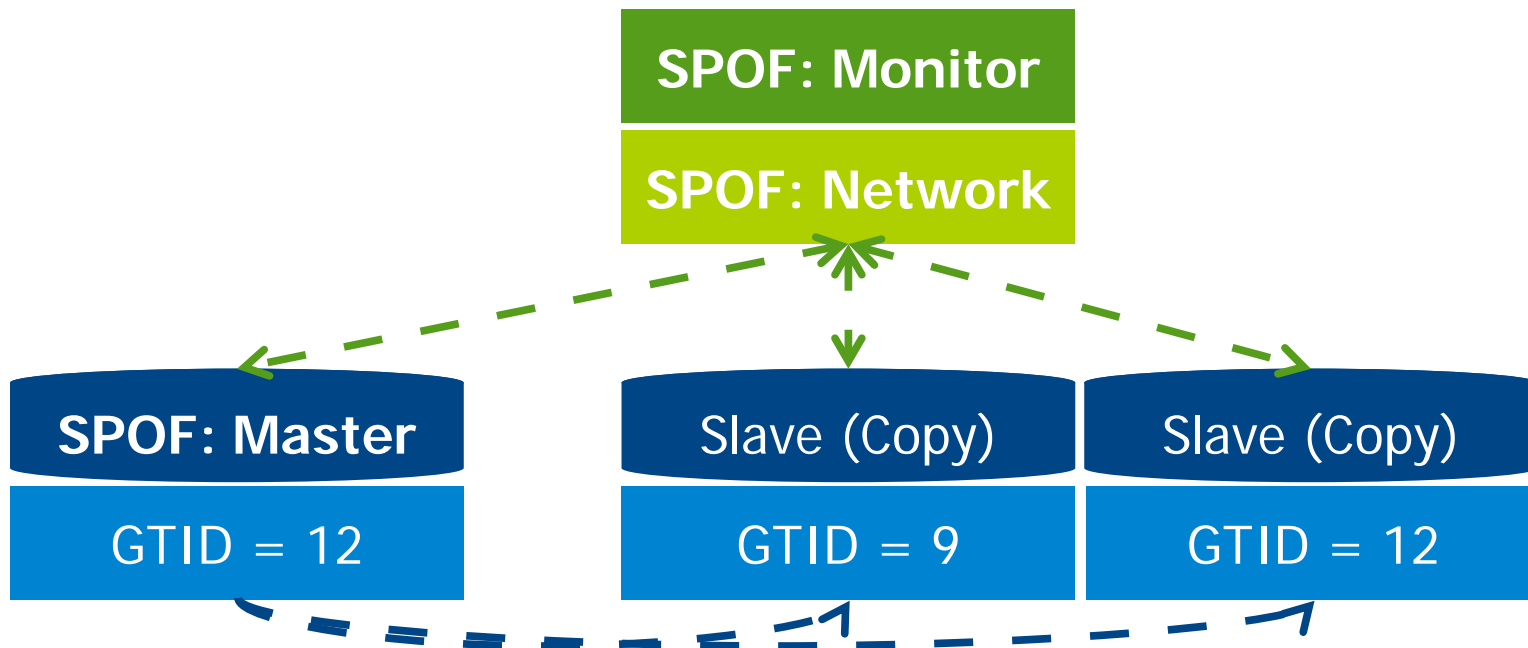 SPOF: Monitor
SPOF: Network
SPOF: Master
Slave (Copy)
Slave (Copy)
GTID = 12
GTID = 9
GTID = 12